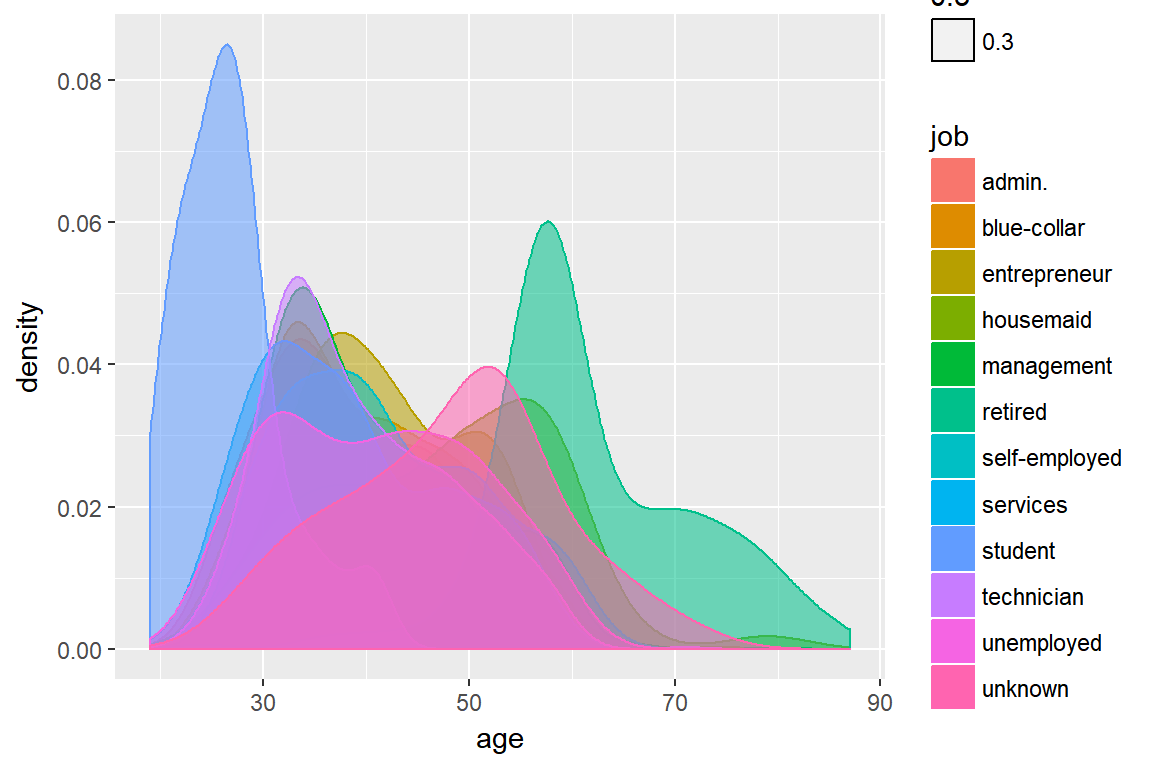 0.3
job
admin.
blue-collar
entrepreneur
housemaid
management
retired
self-employed
services
student
technician
unemployed
unknown
density
0.08
0.06
0.04
0.02
0.00
30 50 70 90
age